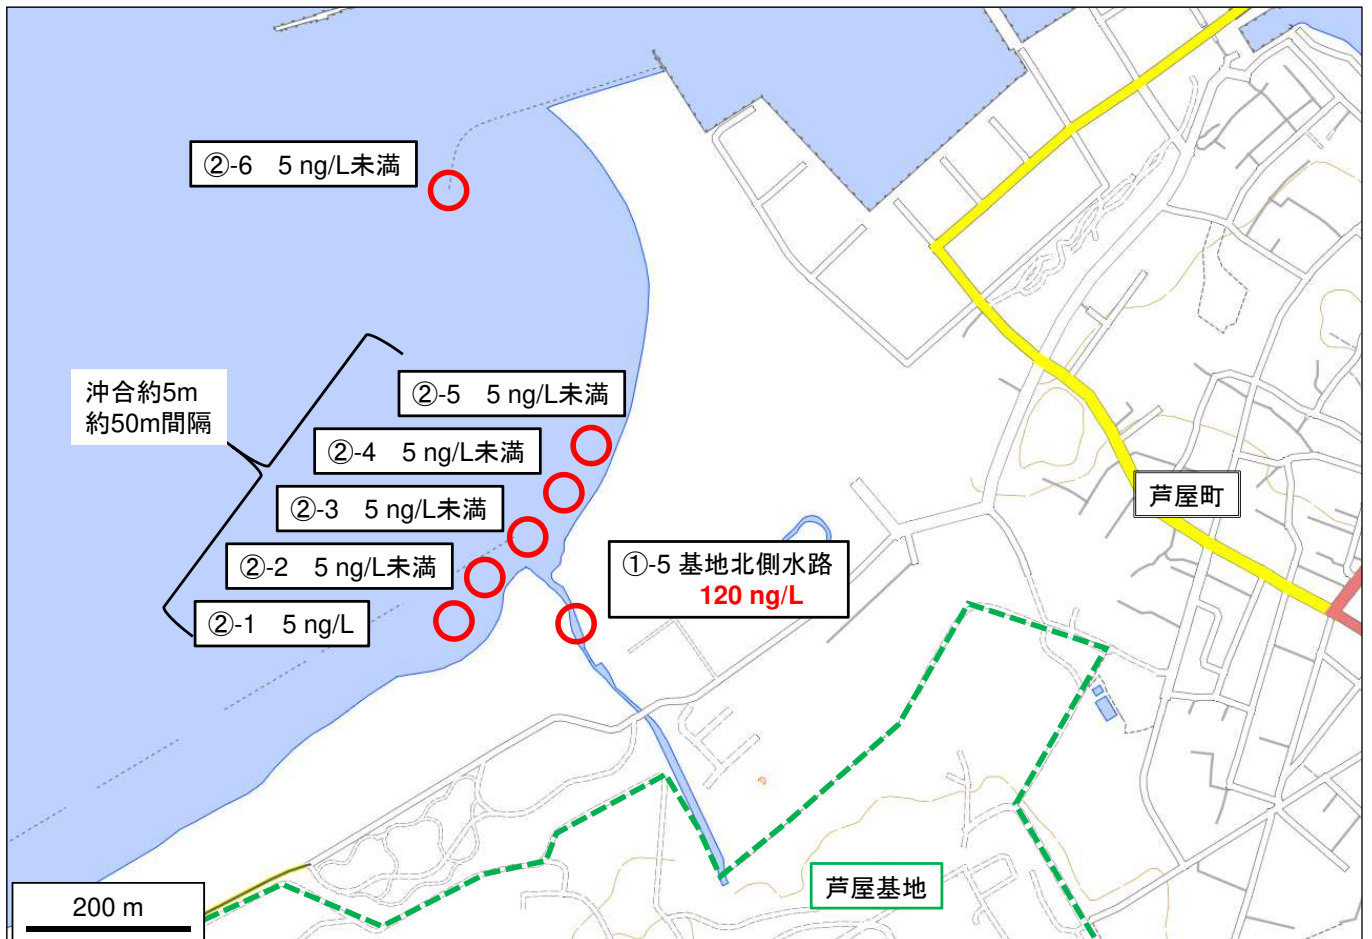 ②-6 5 ng/L未満
沖合約5m
約50m間隔
②-5 5 ng/L未満
②-4 5 ng/L未満
②-3 5 ng/L未満
②-2 5 ng/L未満
②-1 5 ng/L
①-5 基地北側水路
120 ng/L
芦屋町
芦屋基地
200 m